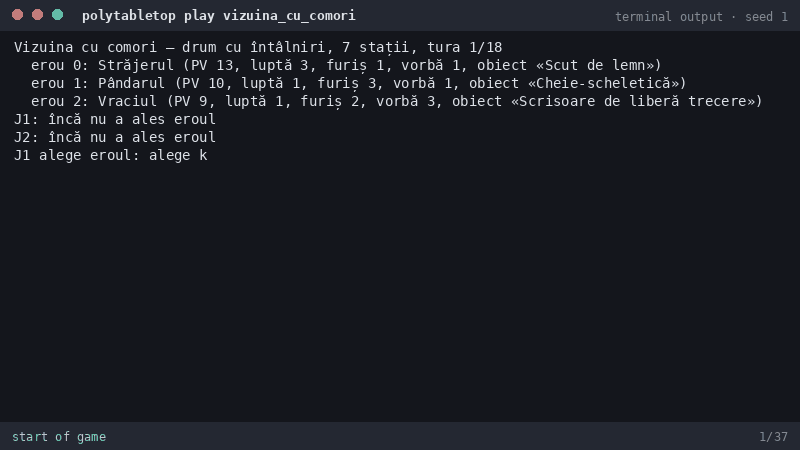 polytabletop play vizuina_cu_comori
terminal output · seed 1
Vizuina cu comori — drum cu întâlniri, 7 stații, tura 1/18
erou 0: Străjerul (PV 13, luptă 3, furiș 1, vorbă 1, obiect «Scut de lemn»)
erou 1: Pândarul (PV 10, luptă 1, furiș 3, vorbă 1, obiect «Cheie-scheletică»)
erou 2: Vraciul (PV 9, luptă 1, furiș 2, vorbă 3, obiect «Scrisoare de liberă trecere»)
J1: încă nu a ales eroul
J2: încă nu a ales eroul
J1 alege eroul: alege k
start of game
1/37